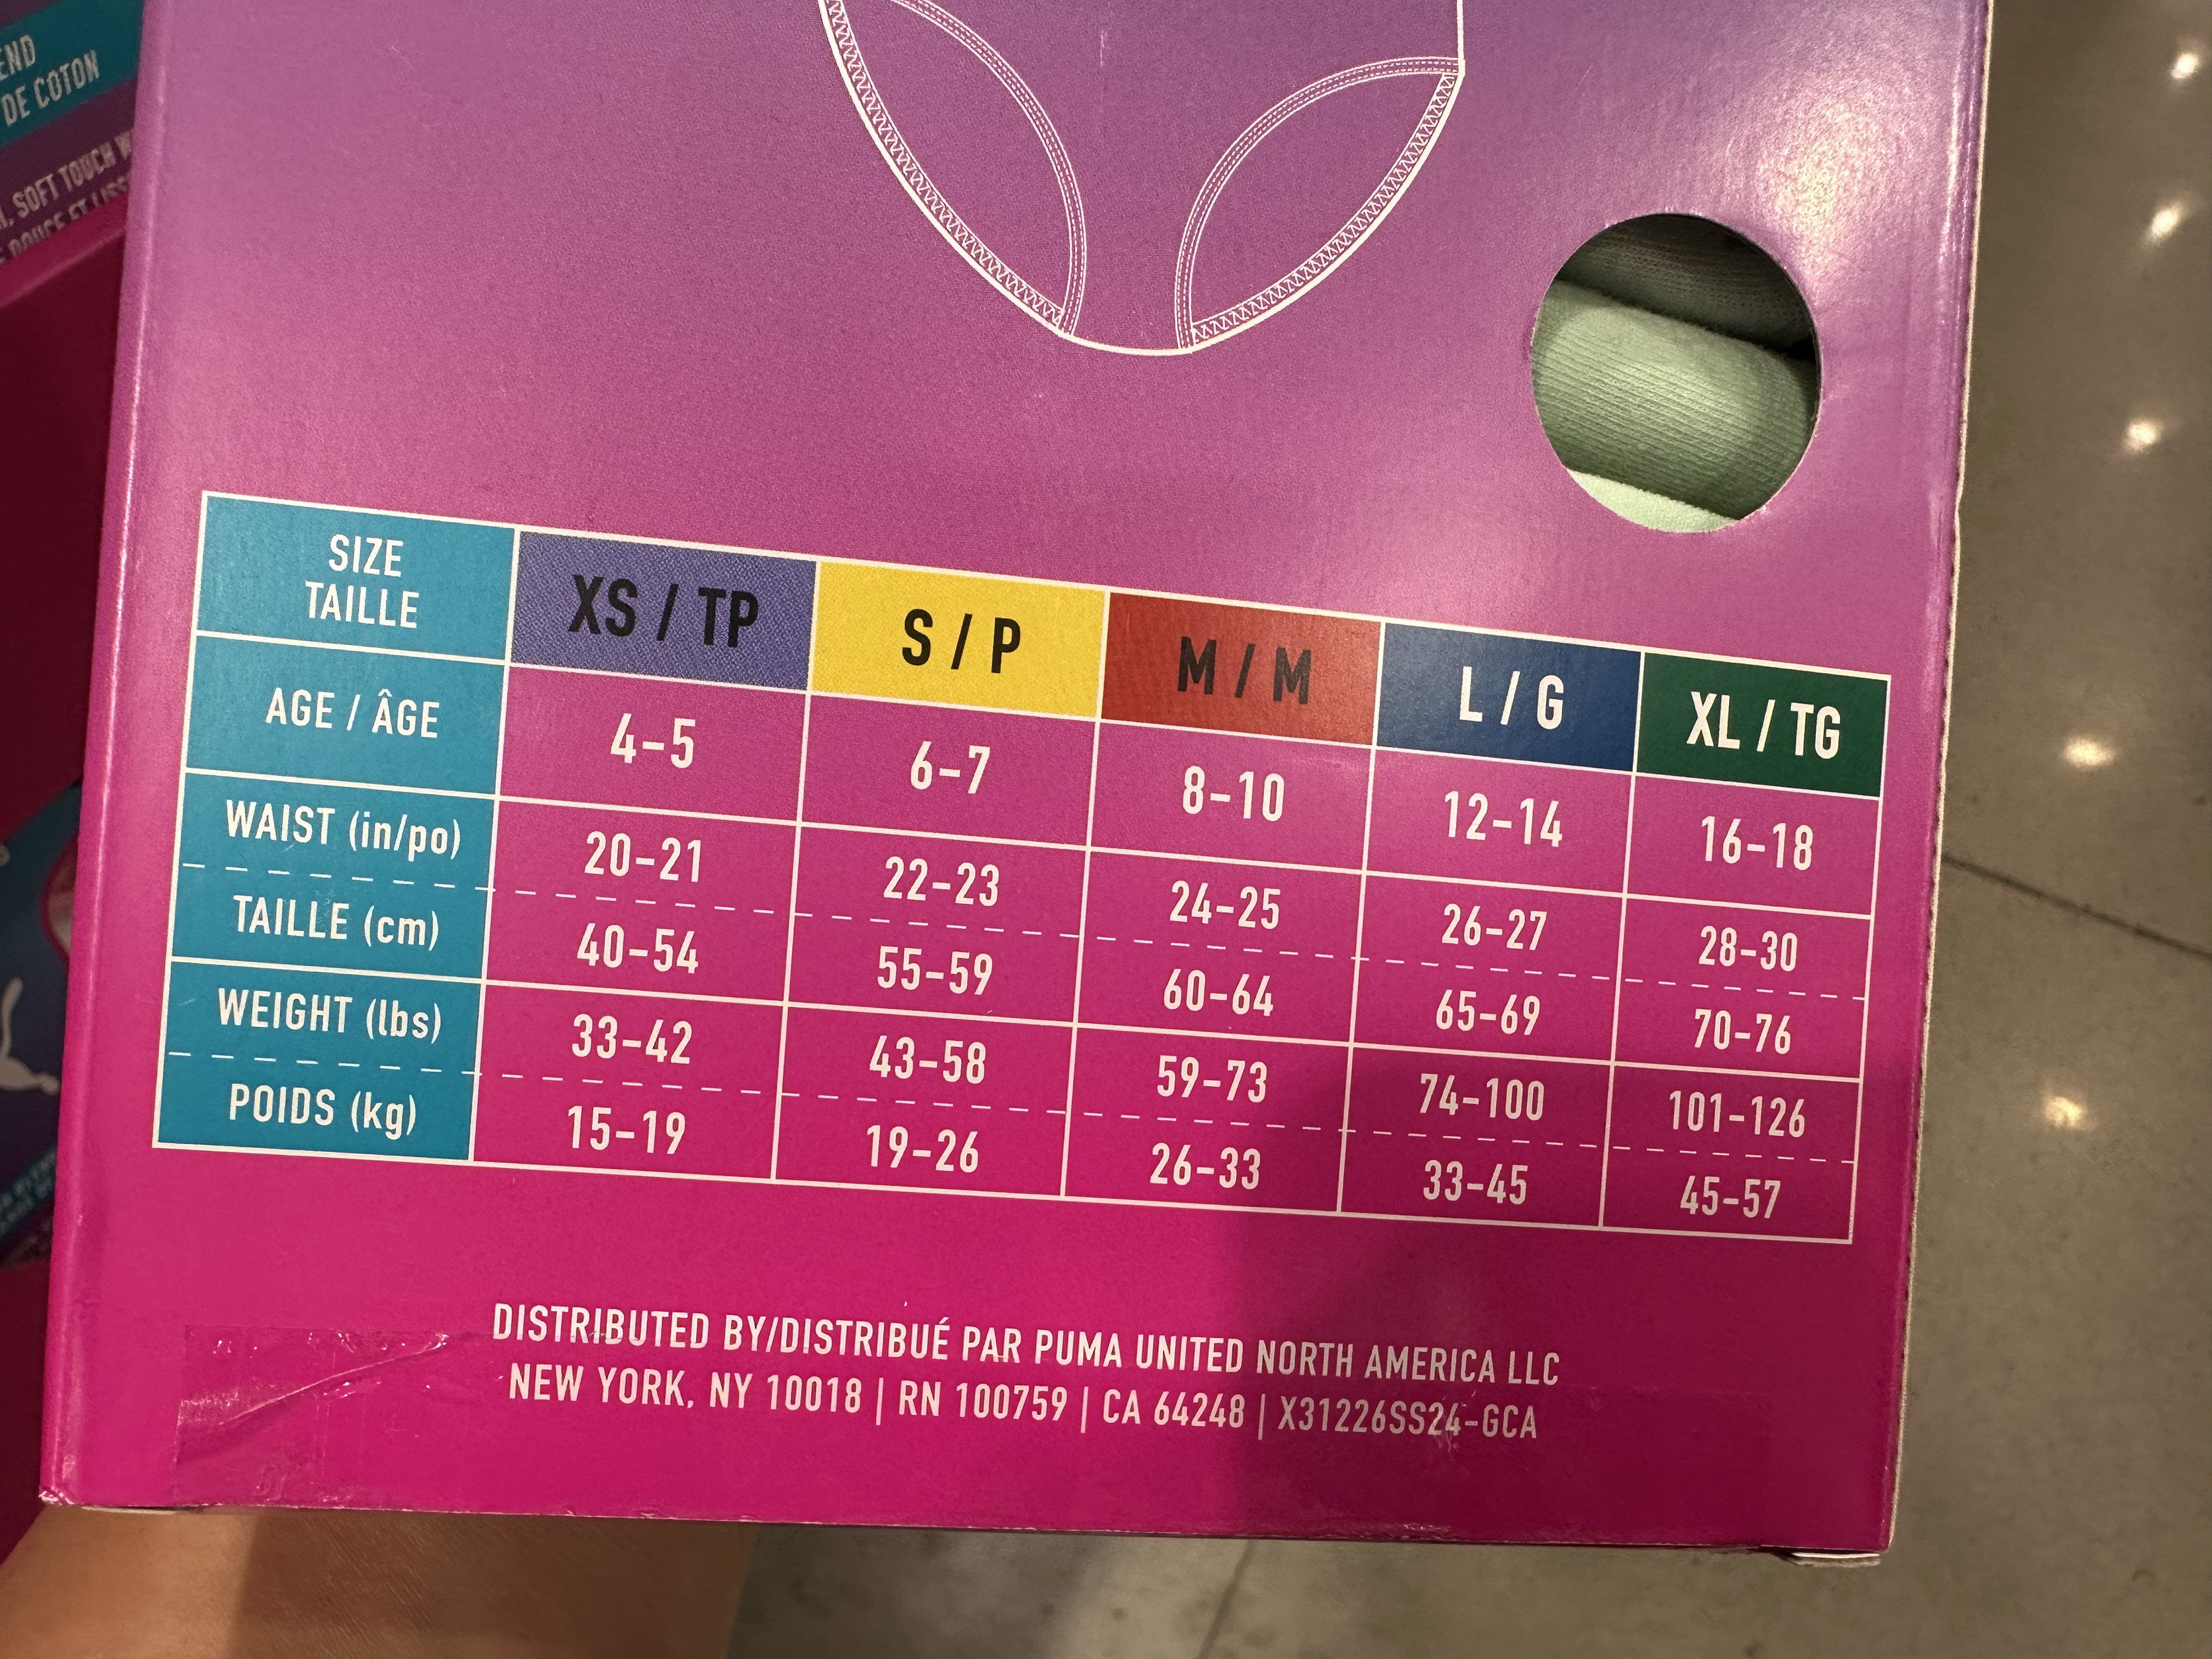 END
DE COTON
SOFT TOUCH
SIZE
TAILLE
XS / TP
S / P
M / M
L / G
XL / TG
AGE / ÂGE
4-5
6-7
8-10
12-14
16-18
WAIST (in/po)
20-21
22-23
24-25
26-27
28-30
TAILLE (cm)
40-54
55-59
60-64
65-69
70-76
WEIGHT (lbs)
33-42
43-58
59-73
74-100
101-126
POIDS (kg)
15-19
19-26
26-33
33-45
45-57
DISTRIBUTED BY/DISTRIBUÉ PAR PUMA UNITED NORTH AMERICA LLC
NEW YORK, NY 10018 | RN 100759 | CA 64248 | X31226SS24-GCA